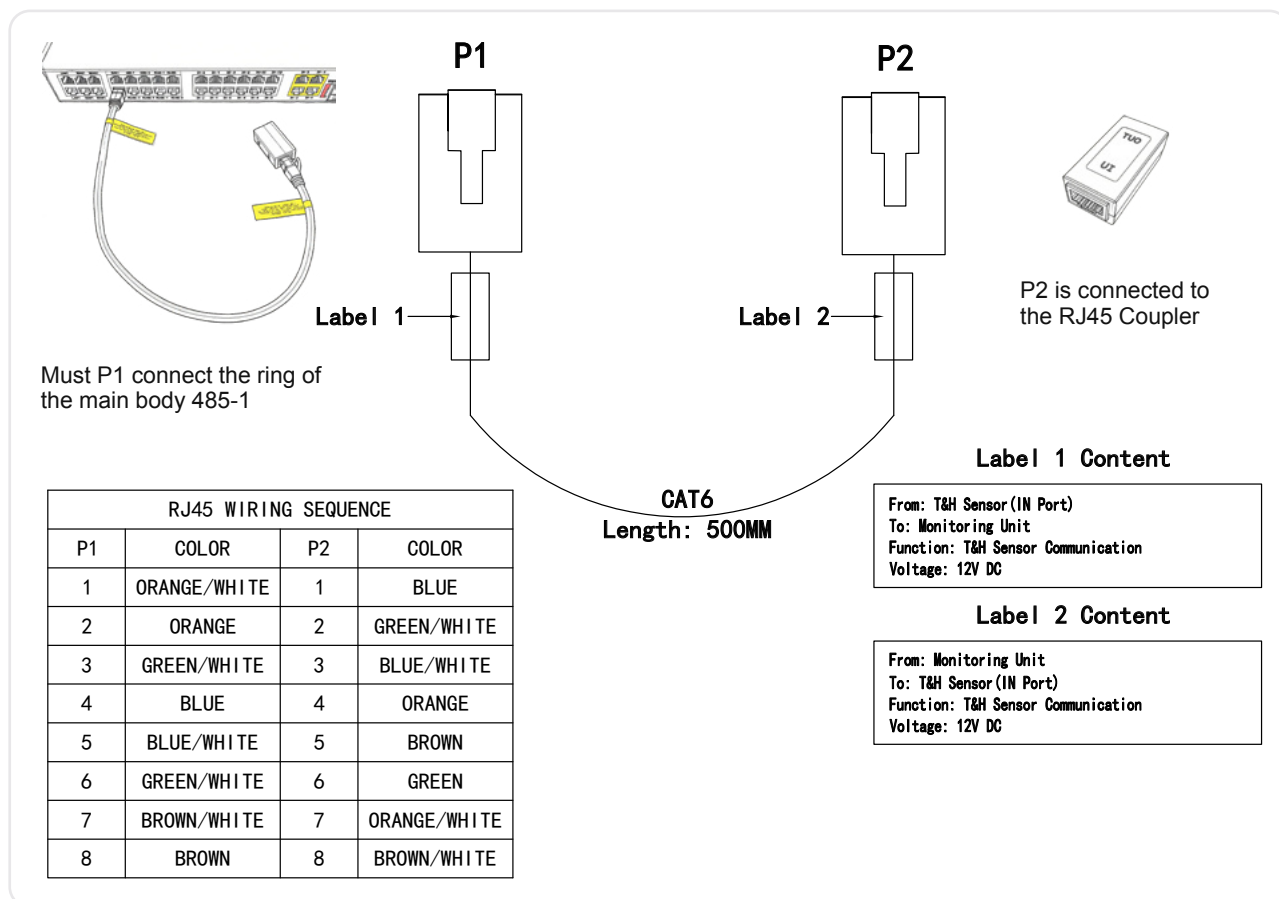 P1
P2
TUO
UI
Label 1
Label 2
P2 is connected to
the RJ45 Coupler
Must P1 connect the ring of
the main body 485-1
CAT6
Length: 500MM
RJ45 WIRING SEQUENCE
P1 COLOR P2 COLOR
1 ORANGE/WHITE 1 BLUE
2 ORANGE 2 GREEN/WHITE
3 GREEN/WHITE 3 BLUE/WHITE
4 BLUE 4 ORANGE
5 BLUE/WHITE 5 BROWN
6 GREEN/WHITE 6 GREEN
7 BROWN/WHITE 7 ORANGE/WHITE
8 BROWN 8 BROWN/WHITE
Label 1 Content
From: T&H Sensor(IN Port)
To: Monitoring Unit
Function: T&H Sensor Communication
Voltage: 12V DC
Label 2 Content
From: Monitoring Unit
To: T&H Sensor(IN Port)
Function: T&H Sensor Communication
Voltage: 12V DC